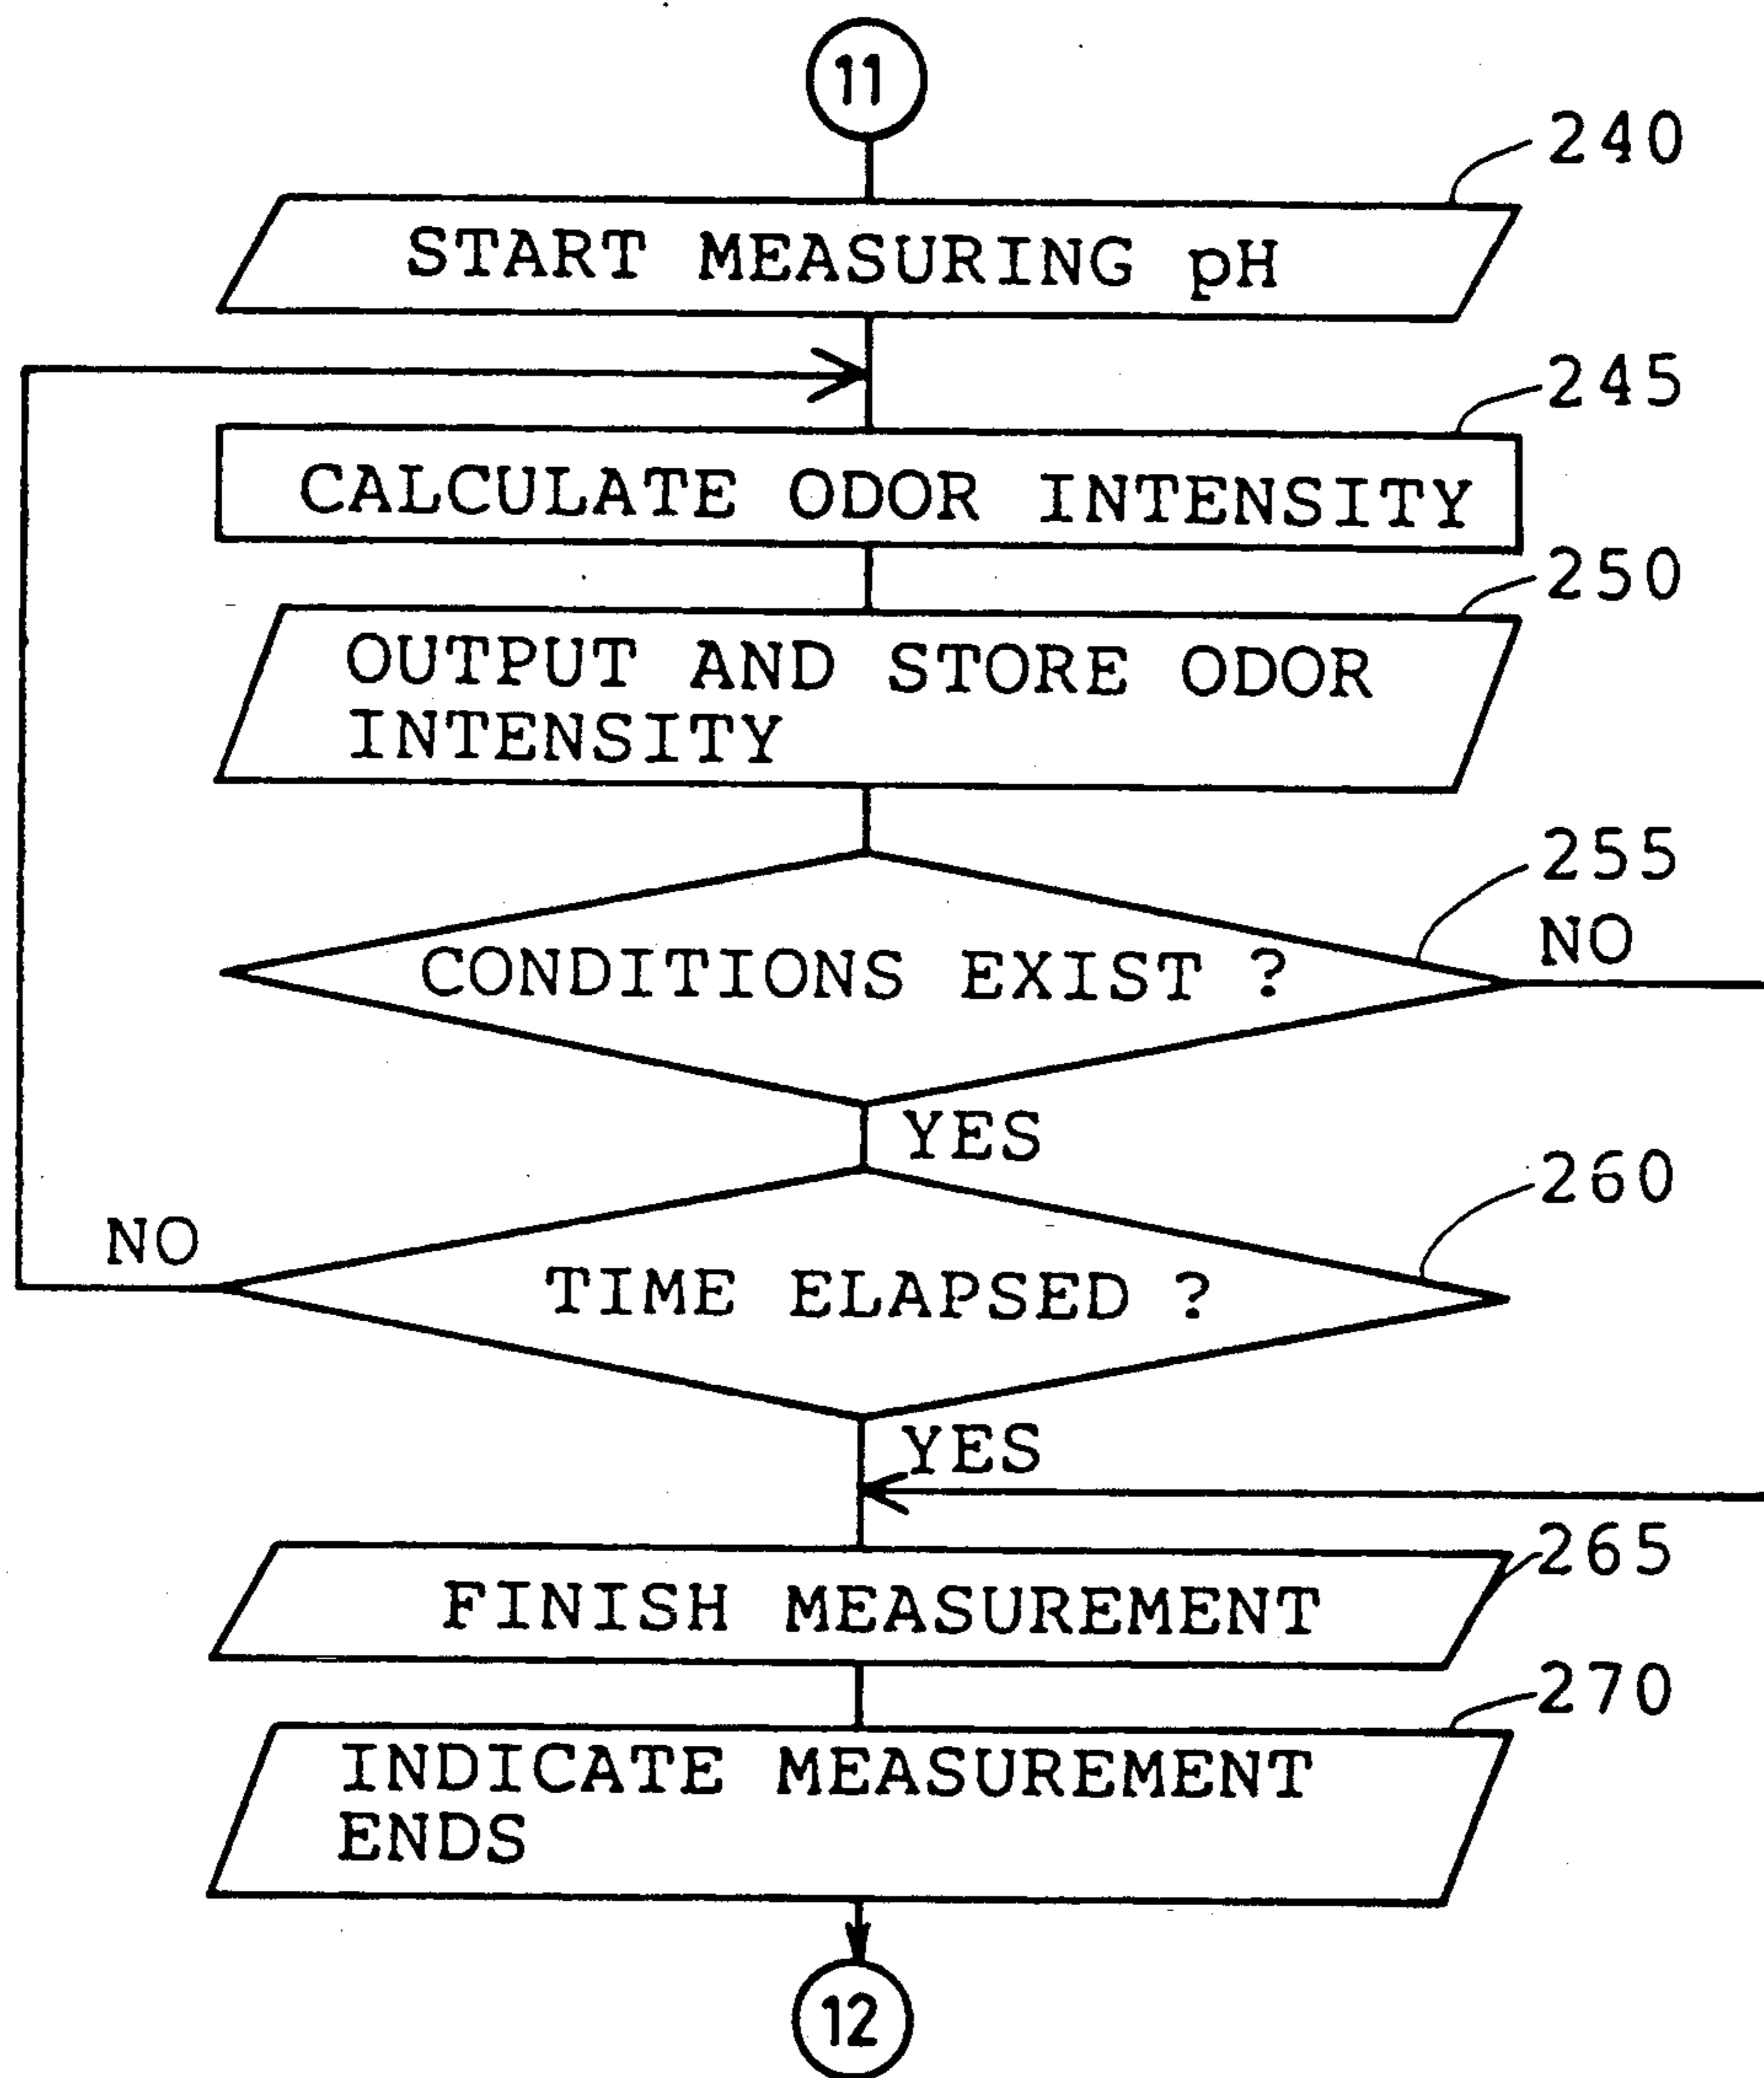 11
240
START MEASURING pH
245
CALCULATE ODOR INTENSITY
250
OUTPUT AND STORE ODOR
INTENSITY
255
CONDITIONS EXIST ?
NO
YES
260
NO
TIME ELAPSED ?
YES
265
FINISH MEASUREMENT
270
INDICATE MEASUREMENT
ENDS
12